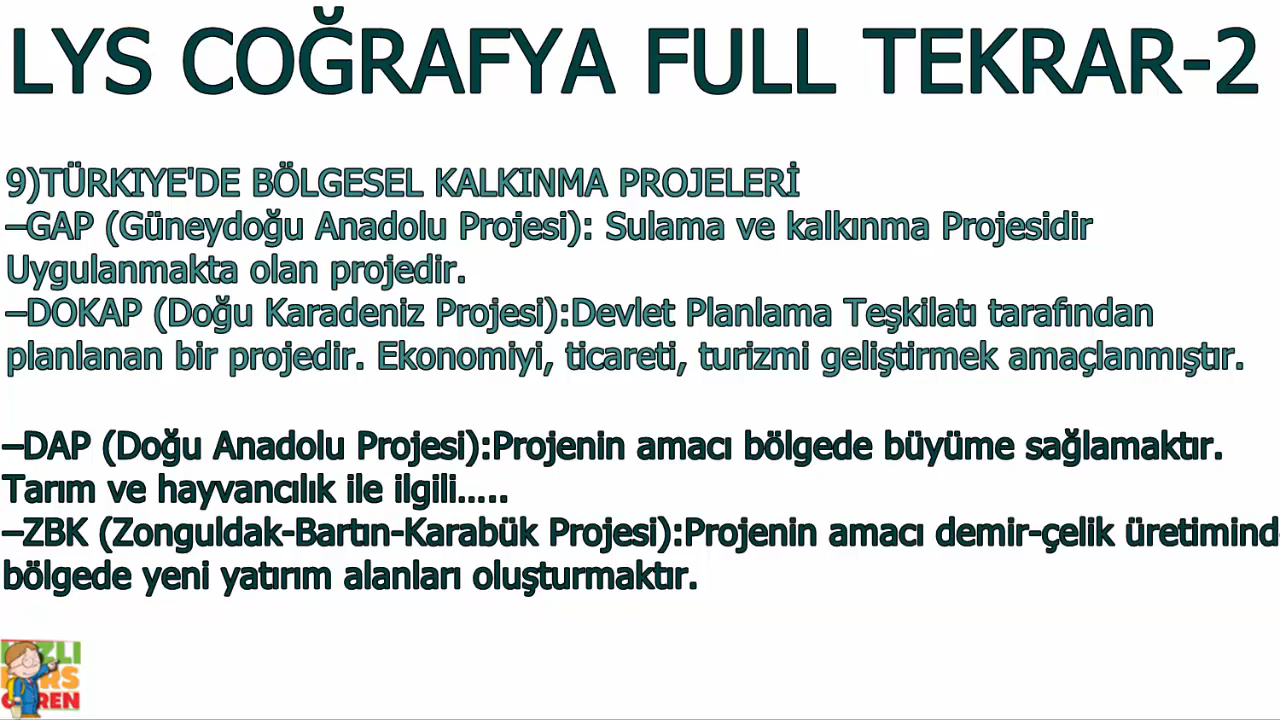 LYS COĞRAFYA FULL TEKRAR-2
9)TÜRKIYE'DE BÖLGESEL KALKINMA PROJELERİ
–GAP (Güneydoğu Anadolu Projesi): Sulama ve kalkınma Projesidir
Uygulanmakta olan projedir.
–DOKAP (Doğu Karadeniz Projesi):Devlet Planlama Teşkilatı tarafından
planlanan bir projedir. Ekonomiyi, ticareti, turizmi geliştirmek amaçlanmıştır.
–DAP (Doğu Anadolu Projesi):Projenin amacı bölgede büyüme sağlamaktır.
Tarım ve hayvancılık ile ilgili.....
–ZBK (Zonguldak-Bartın-Karabük Projesi):Projenin amacı demir-çelik
bölgede yeni yatırım alanları oluşturmaktır.